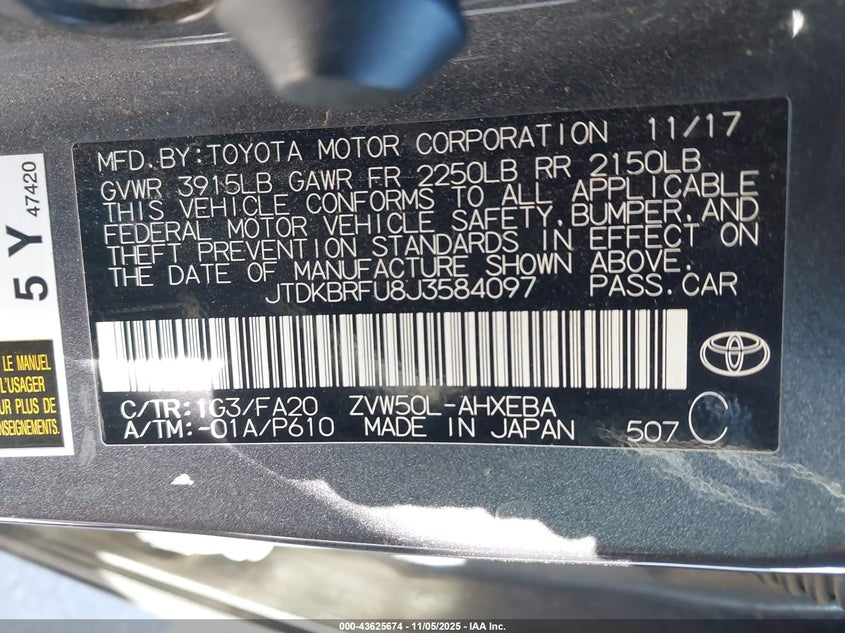 MFD.BY:TOYOTA MOTOR CORPORATION 11/17
GVWR 3915LB GAWR FR 2250LB RR 2150LB
THIS VEHICLE CONFORMS TO ALL APPLICABLE
FEDERAL MOTOR VEHICLE SAFETY,BUMPER,AND
THEFT PREVENTION STANDARDS IN EFFECT ON
THE DATE OF MANUFACTURE SHOWN ABOVE.
JTDKBRFU8J3584097 PASS.CAR
C/TR:1G3/FA20 ZVW50L-AHXEBA
A/TM:-01A/P610 MADE IN JAPAN 507 C
5 Y
47420
LE MANUEL
L'USAGER
PLUS DE
000-43625674 - 11/05/2025 - IAA Inc.